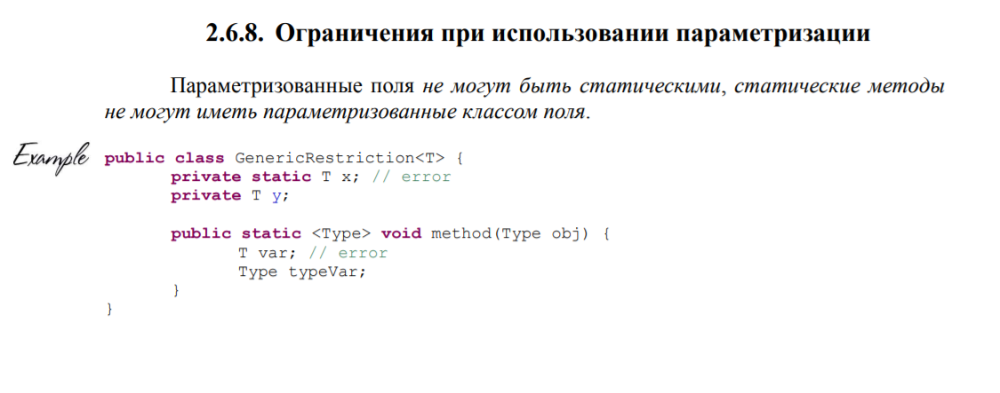 2.6.8. Ограничения при использовании параметризации
Параметризованные поля не могут быть статическими, статические методы
не могут иметь параметризованные классом поля.
Example
public class GenericRestriction<T> {
private static T x; // error
private T y;
public static <Type> void method(Type obj) {
T var; // error
Type typeVar;
}
}